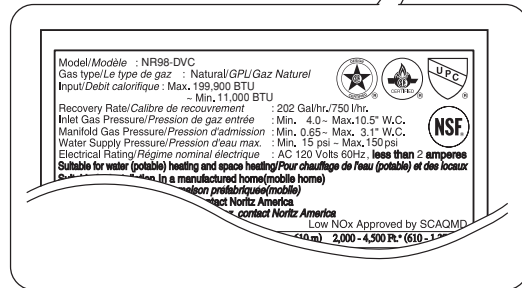 Model/Modèle : NR98-DVC
Gas type/Le type de gaz : Natural/GPL/Gaz Naturel
Input/Debit calorifique : Max. 199,900 BTU
~ Min. 11,000 BTU
Recovery Rate/Calibre de recouvrement : 202 Gal/hr./750 l/hr.
Inlet Gas Pressure/Pression de gaz entrée : Min. 4.0~ Max.10.5" W.C.
Manifold Gas Pressure/Pression d'admission : Min. 0.65~ Max. 3.1" W.C.
Water Supply Pressure/Pression d'eau max. : Min. 15 psi ~ Max.150 psi
Electrical Rating/Régime nominal électrique : AC 120 Volts 60Hz, less than 2 amperes
Suitable for water (potable) heating and space heating/Pour chauffage de l'eau (potable) et des locaux
in a manufactured home(mobile home)
maison préfabriquée(mobile)
contact Noritz America
contact Noritz America
Low NOx Approved by SCAQMD
2,000 - 4,500 Ft.* (610 -
CERTIFIED
UPC
NSF